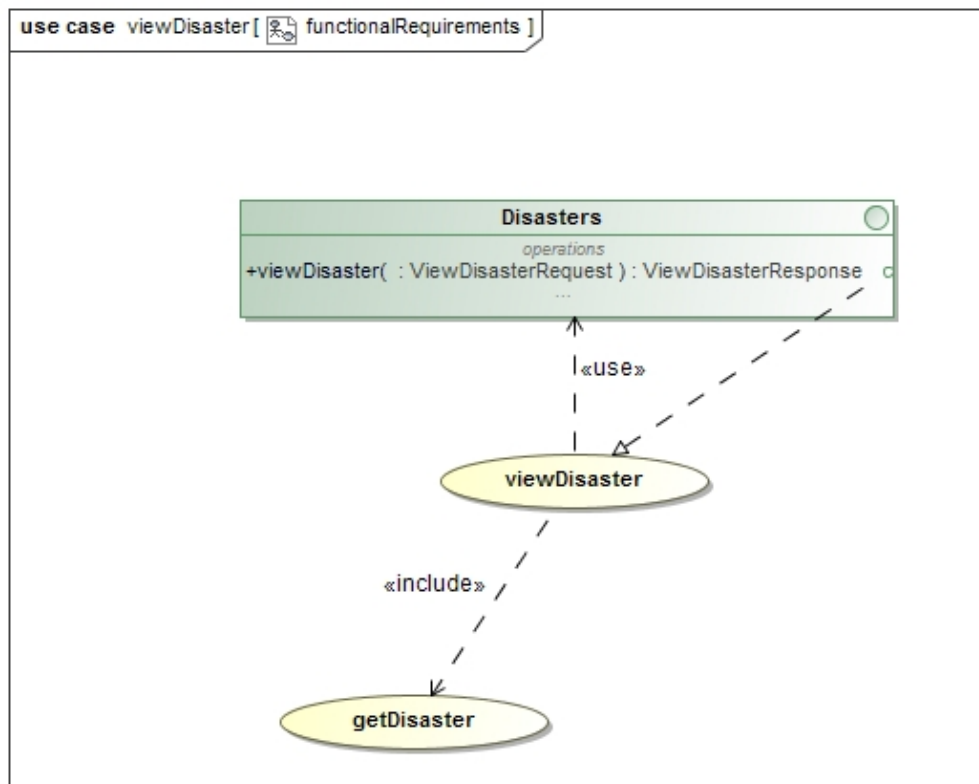 use case viewDisaster [ functionalRequirements ]
Disasters
operations
+viewDisaster( : ViewDisasterRequest ) : ViewDisasterResponse
...
«use»
viewDisaster
«include»
getDisaster